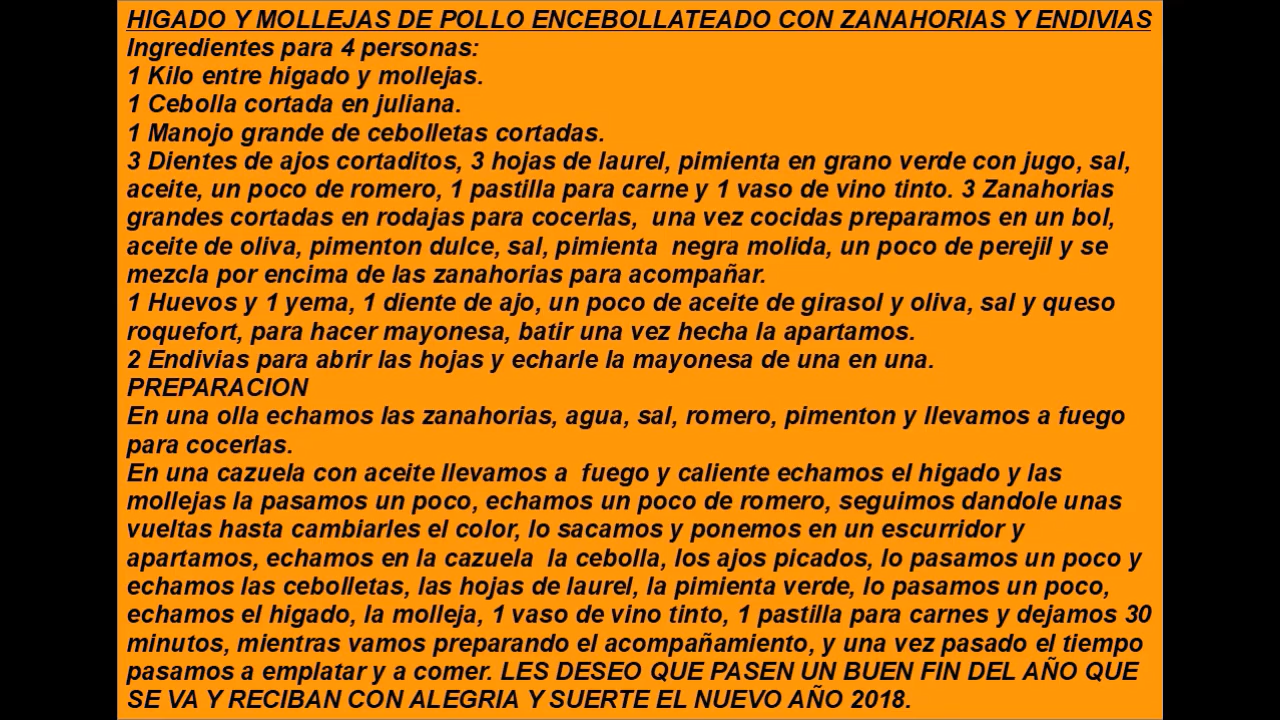 HIGADO Y MOLLEJAS DE POLLO ENCEBOLLATEADO CON ZANAHORIAS Y ENDIVIAS
Ingredientes para 4 personas:
1 Kilo entre higado y mollejas.
1 Cebolla cortada en juliana.
1 Manojo grande de cebolletas cortadas.
3 Dientes de ajos cortaditos, 3 hojas de laurel, pimienta en grano verde con jugo, sal,
aceite, un poco de romero, 1 pastilla para carne y 1 vaso de vino tinto. 3 Zanahorias
grandes cortadas en rodajas para cocerlas,  una vez cocidas preparamos en un bol,
aceite de oliva, pimenton dulce, sal, pimienta  negra molida, un poco de perejil y se
mezcla por encima de las zanahorias para acompañar.
1 Huevos y 1 yema, 1 diente de ajo, un poco de aceite de girasol y oliva, sal y queso
roquefort, para hacer mayonesa, batir una vez hecha la apartamos.
2 Endivias para abrir las hojas y echarle la mayonesa de una en una.
PREPARACION
En una olla echamos las zanahorias, agua, sal, romero, pimenton y llevamos a fuego
para cocerlas.
En una cazuela con aceite llevamos a  fuego y caliente echamos el higado y las
mollejas la pasamos un poco, echamos un poco de romero, seguimos dandole unas
vueltas hasta cambiarles el color, lo sacamos y ponemos en un escurridor y
apartamos, echamos en la cazuela  la cebolla, los ajos picados, lo pasamos un poco y
echamos las cebolletas, las hojas de laurel, la pimienta verde, lo pasamos un poco,
echamos el higado, la molleja, 1 vaso de vino tinto, 1 pastilla para carnes y dejamos 30
minutos, mientras vamos preparando el acompañamiento, y una vez pasado el tiempo
pasamos a emplatar y a comer. LES DESEO QUE PASEN UN BUEN FIN DEL AÑO QUE
SE VA Y RECIBAN CON ALEGRIA Y SUERTE EL NUEVO AÑO 2018.